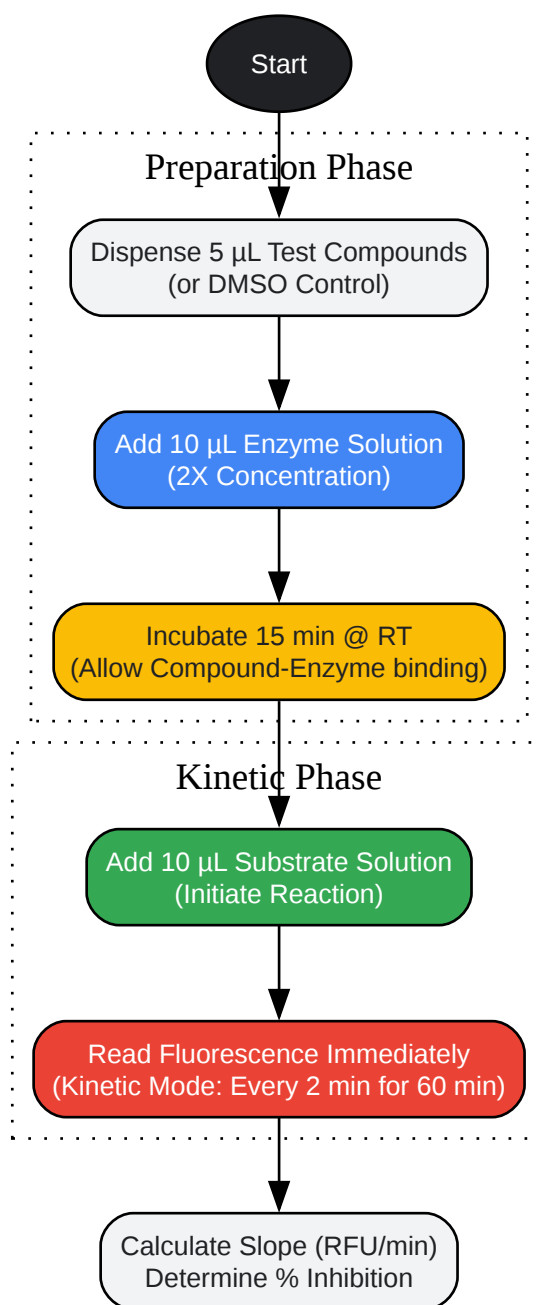 Start
Preparation Phase
Dispense 5 µL Test Compounds
(or DMSO Control)
Add 10 µL Enzyme Solution
(2X Concentration)
Incubate 15 min @ RT
(Allow Compound-Enzyme binding)
Kinetic Phase
Add 10 µL Substrate Solution
(Initiate Reaction)
Read Fluorescence Immediately
(Kinetic Mode: Every 2 min for 60 min)
Calculate Slope (RFU/min)
Determine % Inhibition